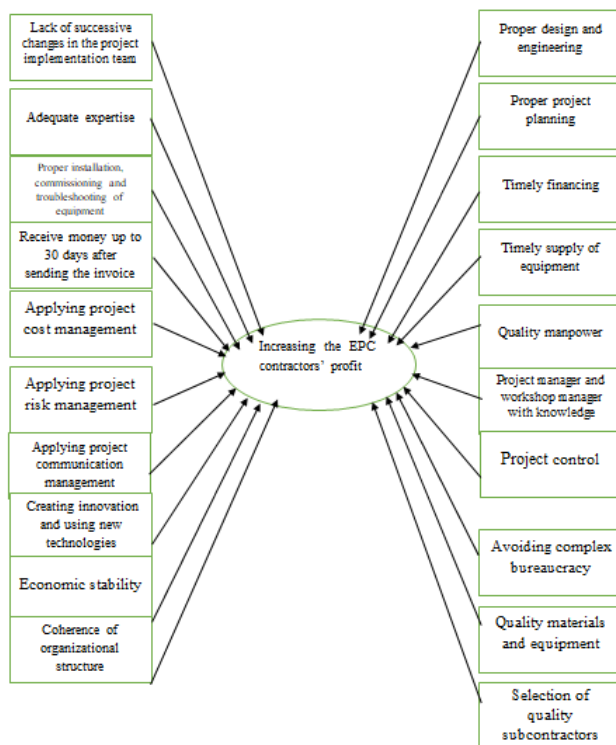 Lack of successive
changes in the project
implementation team
Adequate expertise
Proper installation,
commissioning and
troubleshooting of
equipment
Receive money up to
30 days after
sending the invoice
Applying project
cost management
Applying project
risk management
Applying project
communication
management
Creating innovation
and using new
technologies
Economic stability
Coherence of
organizational
structure
Increasing the EPC
contractors' profit
Proper design and
engineering
Proper project
planning
Timely financing
Timely supply of
equipment
Quality manpower
Project manager and
workshop manager
with knowledge
Project control
Avoiding complex
bureaucracy
Quality materials
and equipment
Selection of
quality
subcontractors